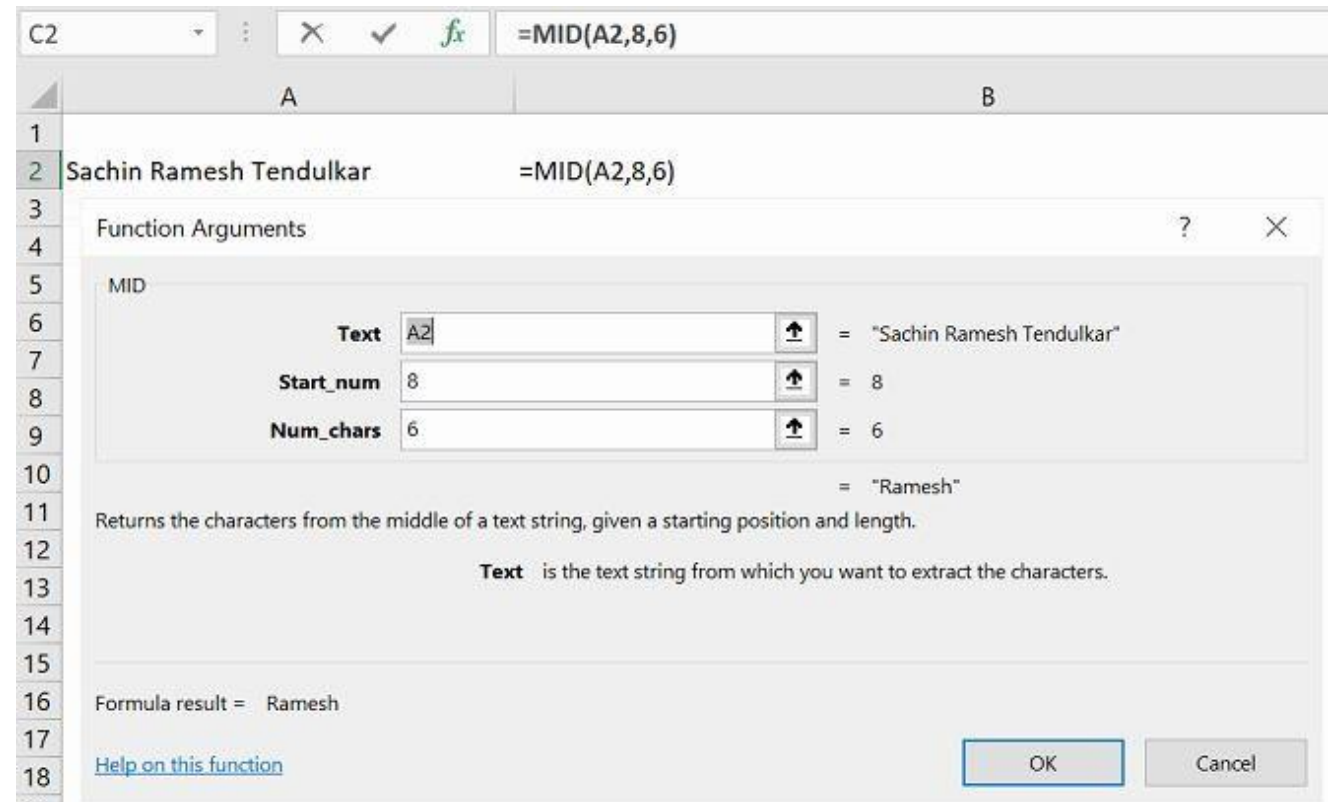 C2 fx =MID(A2,8,6)
A B
1
2 Sachin Ramesh Tendulkar =MID(A2,8,6)
3
Function Arguments ? 
4
5 MID
6 Text A2 = "Sachin Ramesh Tendulkar"
7
8 Start_num 8 = 8
9 Num_chars 6 = 6
10 = "Ramesh"
11 Returns the characters from the middle of a text string, given a starting position and length.
12 Text is the text string from which you want to extract the characters.
13
14
15
16 Formula result = Ramesh
17 OK Cancel
18 Help on this function